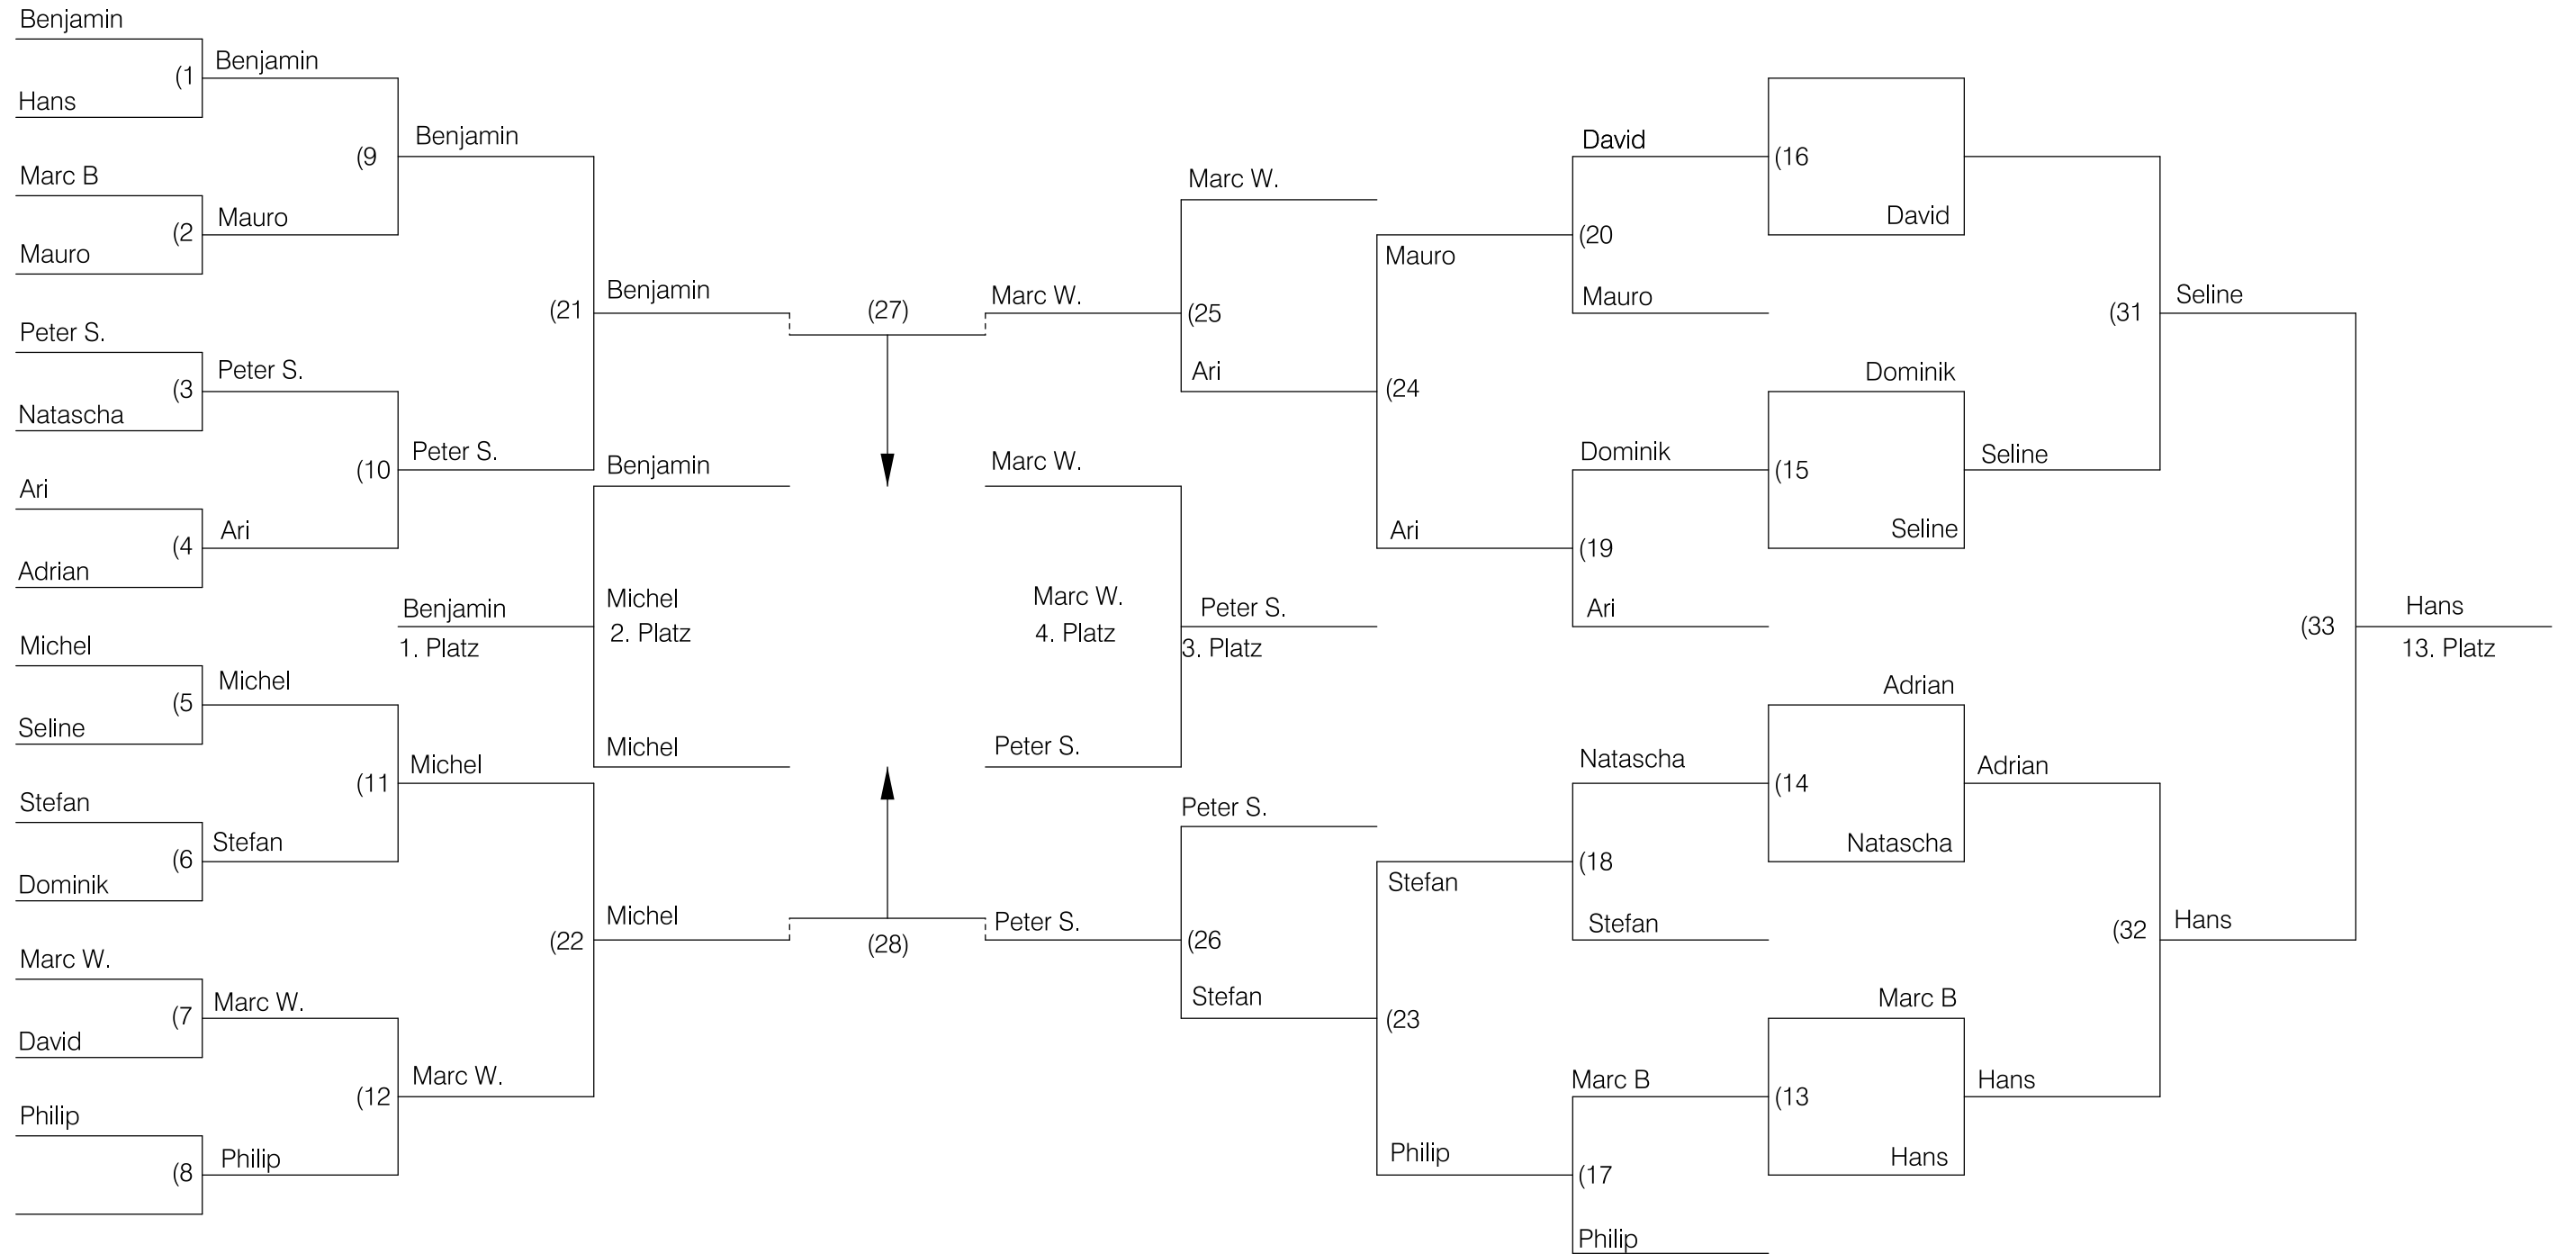 Benjamin
(1
Hans
Benjamin
Marc B
(2
Mauro
Mauro
(9
Benjamin
Peter S.
(3
Natascha
Peter S.
Ari
(4
Adrian
Ari
(10
Peter S.
(21
Benjamin
Michel
(5
Seline
Michel
Stefan
(6
Dominik
Stefan
(11
Michel
Marc W.
(7
David
Marc W.
Philip
(8
Philip
(12
Marc W.
(22
Michel
Benjamin
Michel
2. Platz
Michel
Benjamin
1. Platz
(27)
(28)
Marc W.
Marc W.
Marc W.
4. Platz
Peter S.
Peter S.
3. Platz
Peter S.
Marc W.
(25
Ari
Peter S.
(26
Stefan
Mauro
(24
Ari
Stefan
(23
Philip
David
(20
Mauro
Dominik
(19
Ari
Natascha
(18
Stefan
Marc B
(17
Philip
(16
David
Dominik
(15
Seline
Seline
Adrian
(14
Natascha
Adrian
Marc B
(13
Hans
Hans
(31
Seline
(32
Hans
(33
Hans
13. Platz